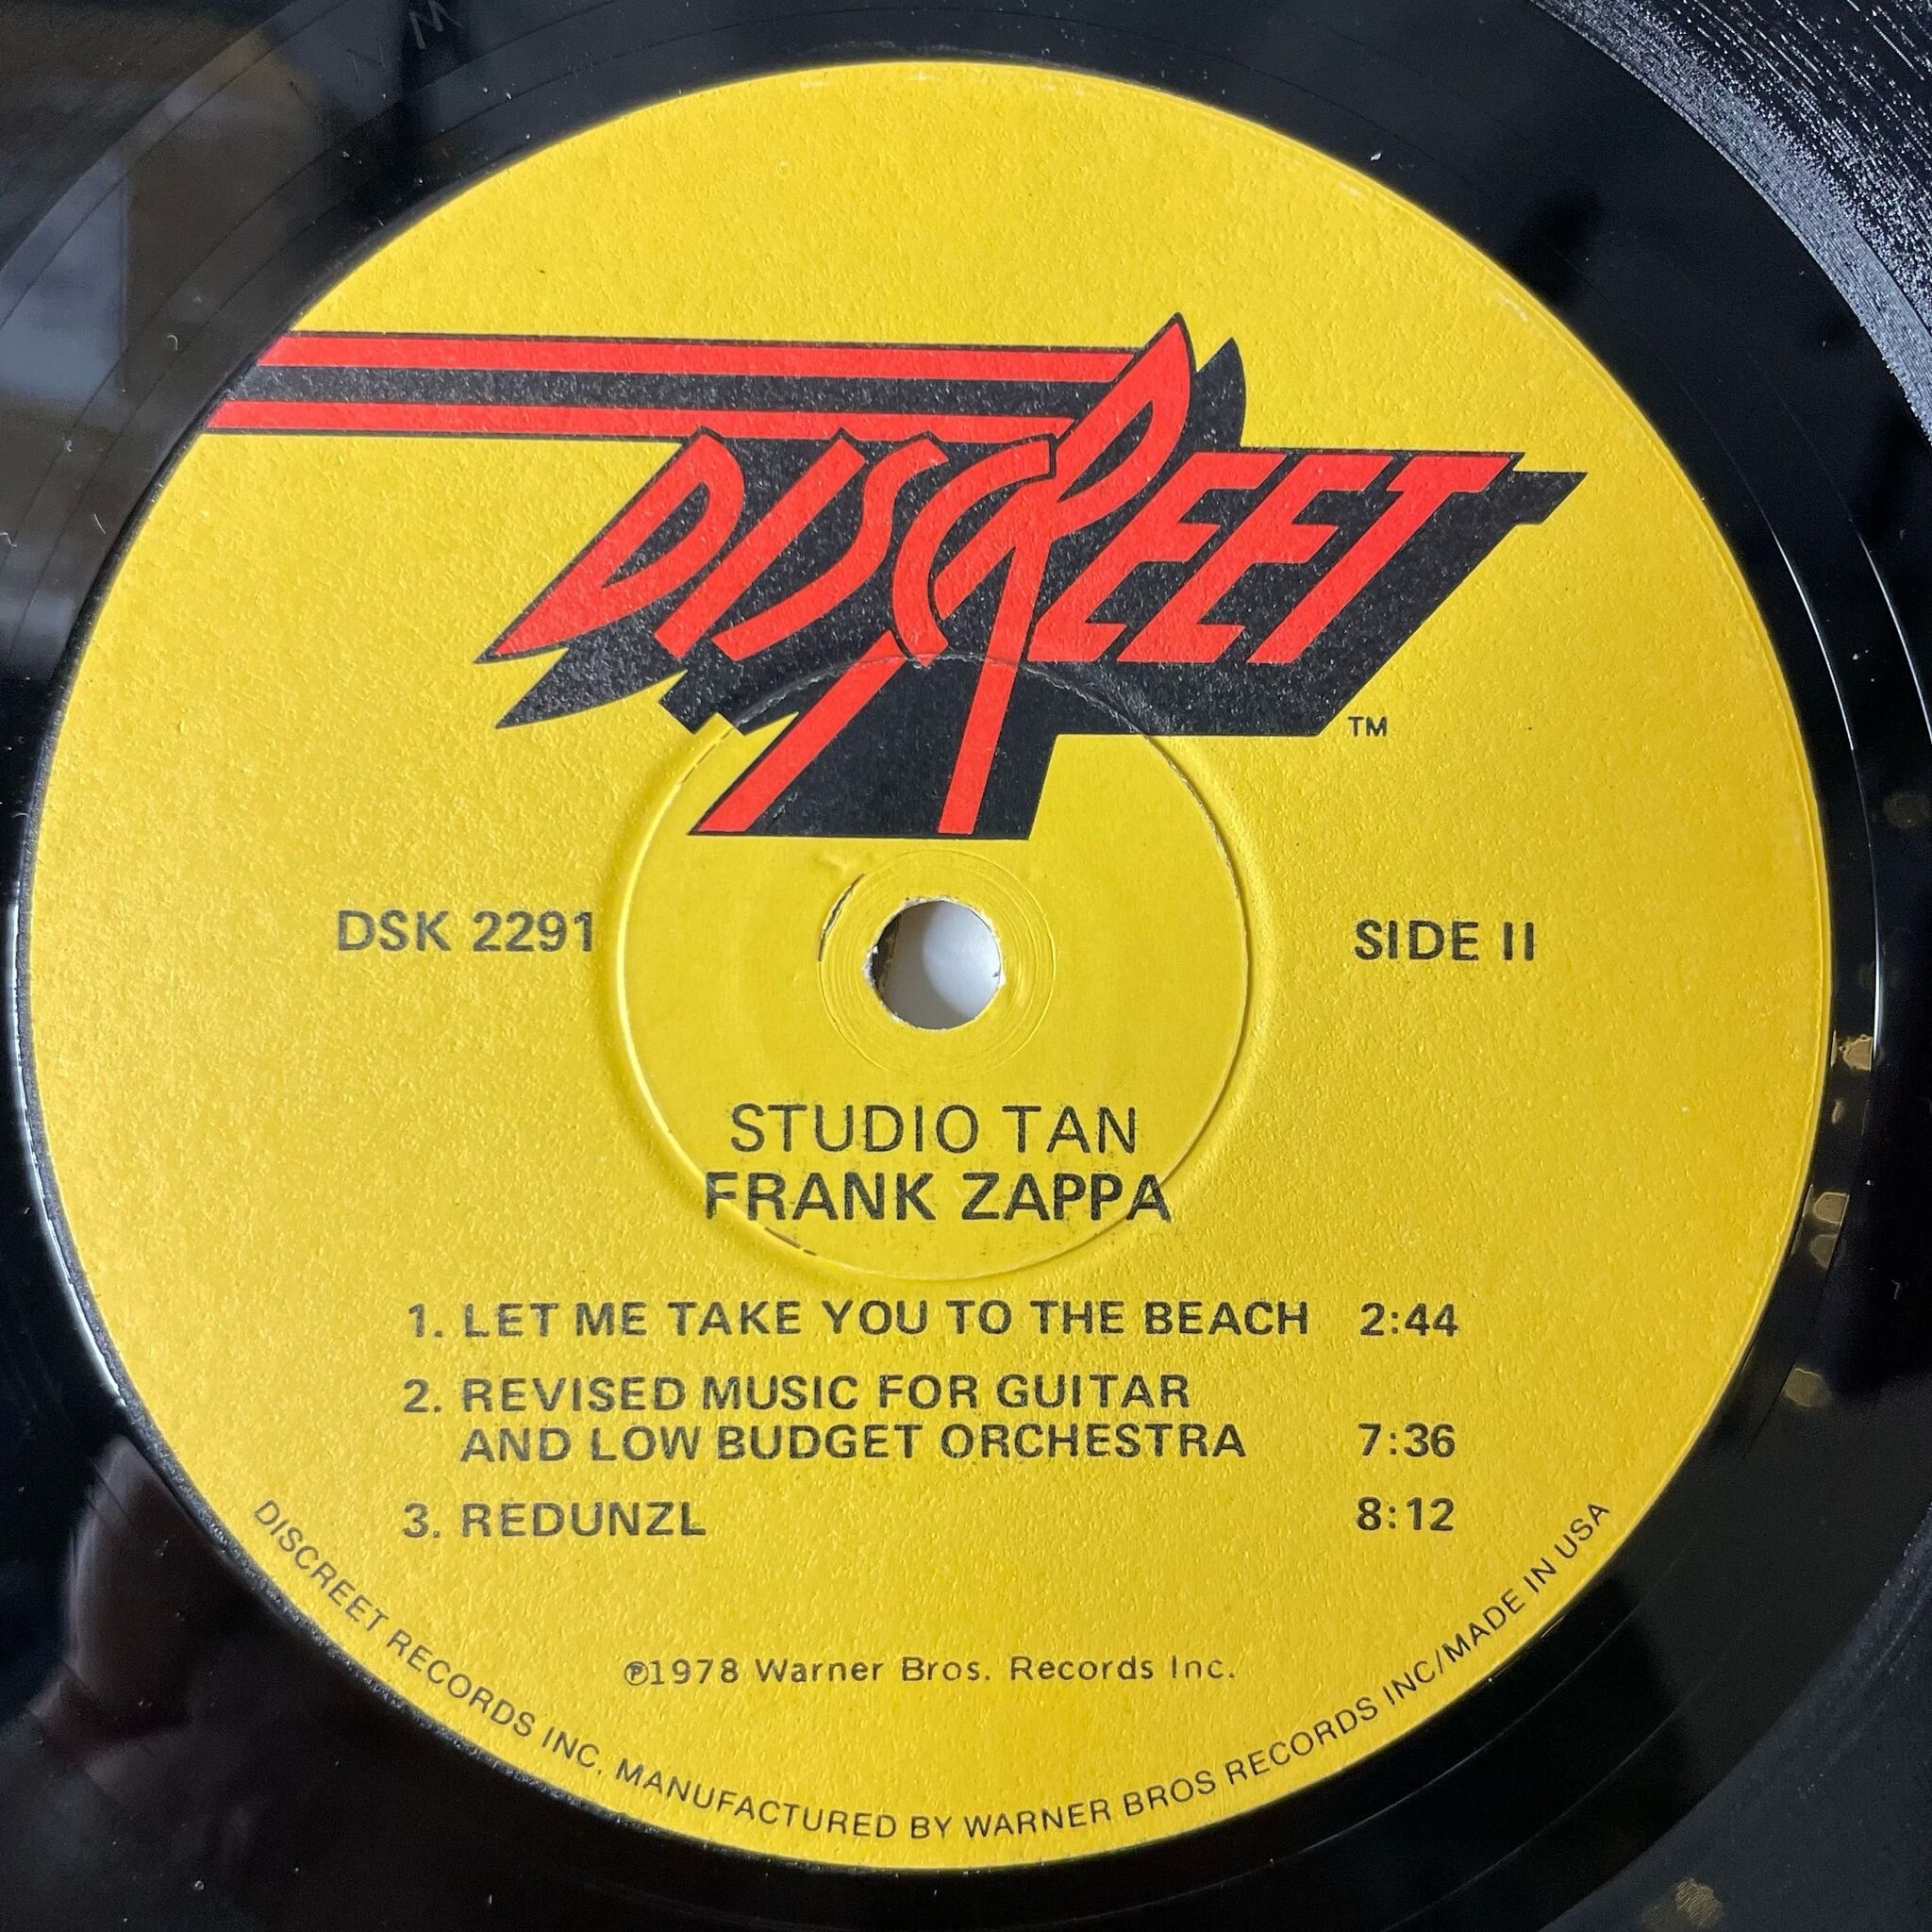 DISCREET
TM
DSK 2291
SIDE II
STUDIO TAN
FRANK ZAPPA
1. LET ME TAKE YOU TO THE BEACH 2:44
2. REVISED MUSIC FOR GUITAR
AND LOW BUDGET ORCHESTRA 7:36
3. REDUNZL 8:12
℗1978 Warner Bros. Records Inc.
DISCREET RECORDS INC. MANUFACTURED BY WARNER BROS RECORDS INC/MADE IN USA